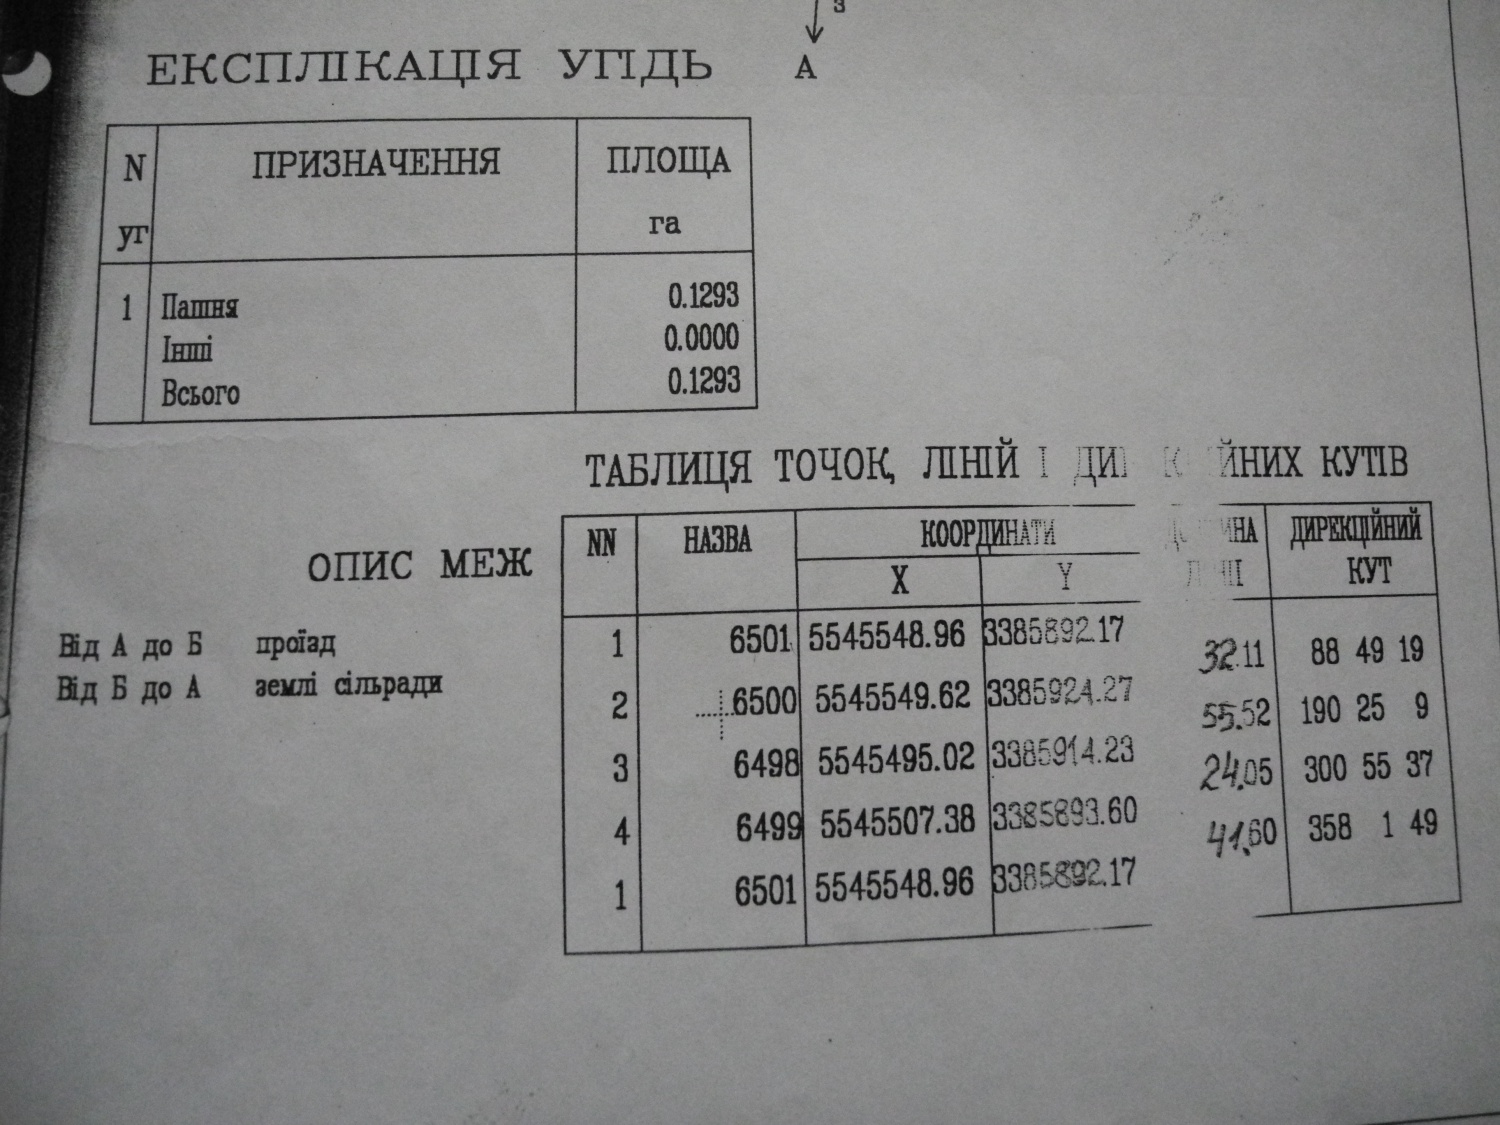 З
А
ЕКСПЛІКАЦІЯ УГІДЬ
N уг ПРИЗНАЧЕННЯ ПЛОЩА га
1 Пашня 0.1293
Інші 0.0000
Всього 0.1293
ТАБЛИЦЯ ТОЧОК, ЛІНІЙ І
КУТІВ
ОПИС МЕЖ
Від А до Б проїзд
Від Б до А землі сільради
NN НАЗВА КООРДИНАТИ ДИРЕКЦІЙНИЙ КУТ
X Y
1 6501 5545548.96 3385892.17
32.11 88 49 19
2 6500 5545549.62 3385924.27
55.52 190 25 9
3 6498 5545495.02 3385914.23
24.05 300 55 37
4 6499 5545507.38 3385893.60
41.60 358 1 49
1 6501 5545548.96 3385892.17